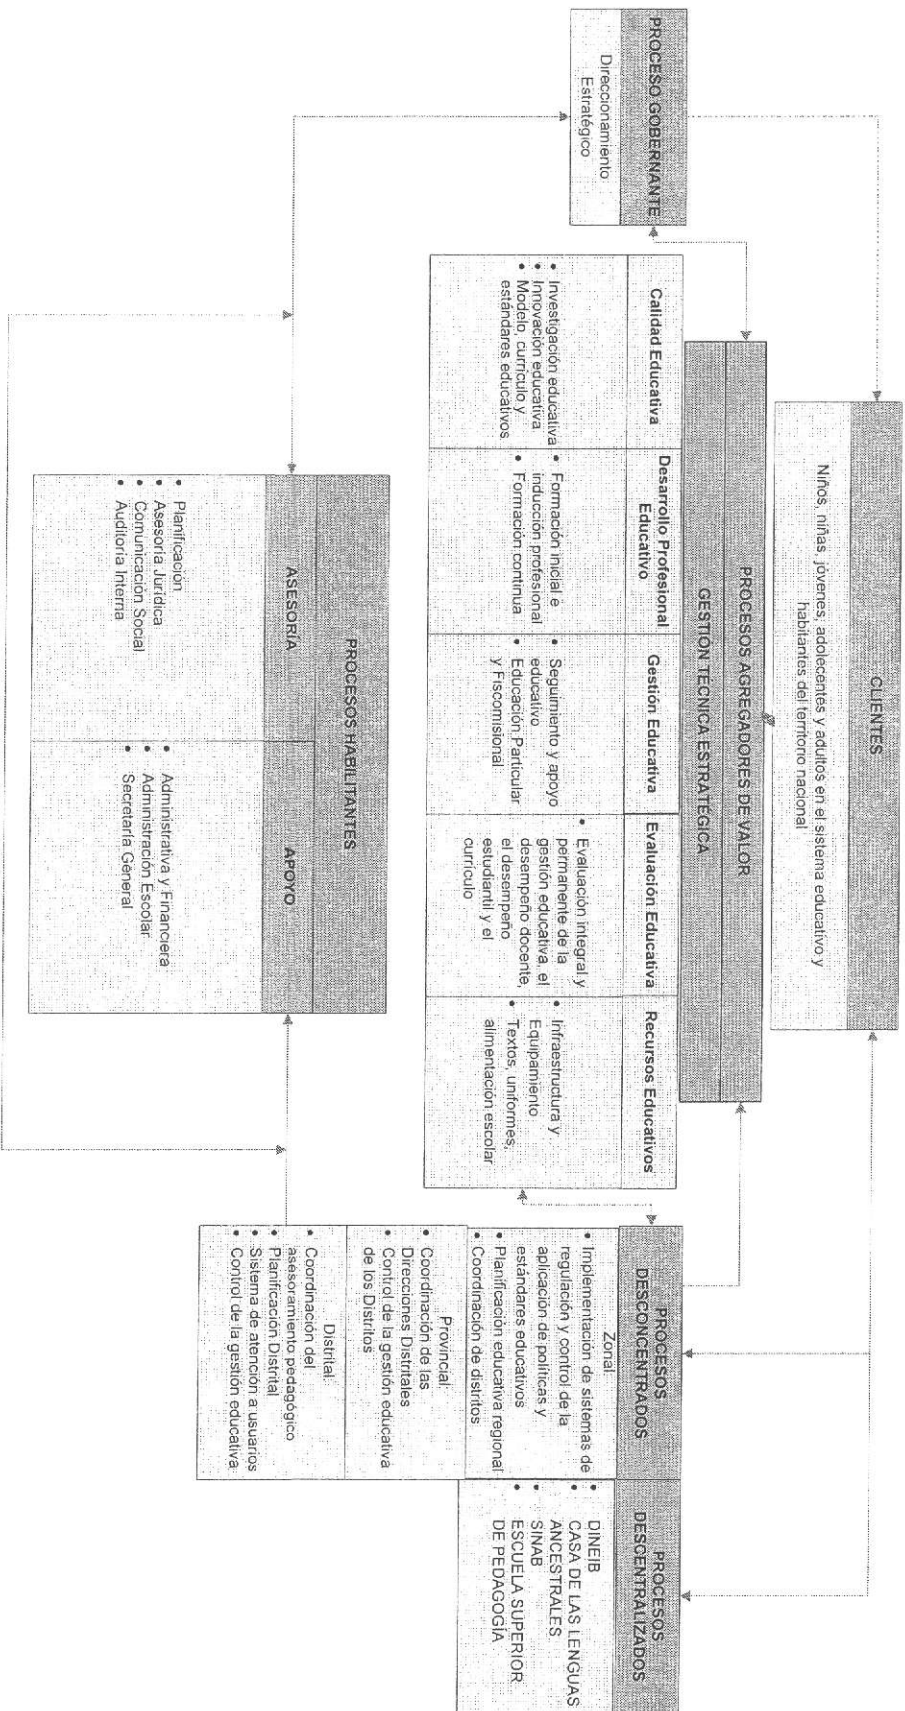 CLIENTES
Niños, niñas, jóvenes, adolecentes y adultos en el sistema educativo y
habitantes del territorio nacional
PROCESO GOBERNANTE
Direccionamiento
Estratégico
PROCESOS AGREGADORES DE VALOR
GESTIÓN TÉCNICA ESTRATÉGICA
Calidad Educativa
• Investigación educativa
• Innovación educativa
• Modelo, currículo y
estándares educativos
Desarrollo Profesional
Educativo
• Formación inicial e
inducción profesional
• Formación continua
Gestión Educativa
• Seguimiento y apoyo
educativo
• Educación Particular
y Fiscomisional
Evaluación Educativa
• Evaluación integral y
permanente de la
gestión educativa, el
desempeño docente,
el desempeño
estudiantil y el
currículo
Recursos Educativos
• Infraestructura y
Equipamiento
• Textos, uniformes,
alimentación escolar
PROCESOS
DESCONCENTRADOS
Zonal:
• Implementación de sistemas de
regulación y control de la
aplicación de políticas y
estándares educativos
• Planificación educativa regional
• Coordinación de distritos
Provincial:
• Coordinación de las
Direcciones Distritales
• Control de la gestión educativa
de los Distritos
Distrital:
• Coordinación del
asesoramiento pedagógico
• Planificación Distrital
• Sistema de atención a usuarios
• Control de la gestión educativa
PROCESOS
DESCENTRALIZADOS
• DINEIB
• CASA DE LAS LENGUAS
ANCESTRALES
• SINAB
• ESCUELA SUPERIOR
DE PEDAGOGÍA
PROCESOS HABILITANTES
ASESORÍA
• Planificación
• Asesoría Jurídica
• Comunicación Social
• Auditoría Interna
APOYO
• Administrativa y Financiera
• Administración Escolar
• Secretaría General